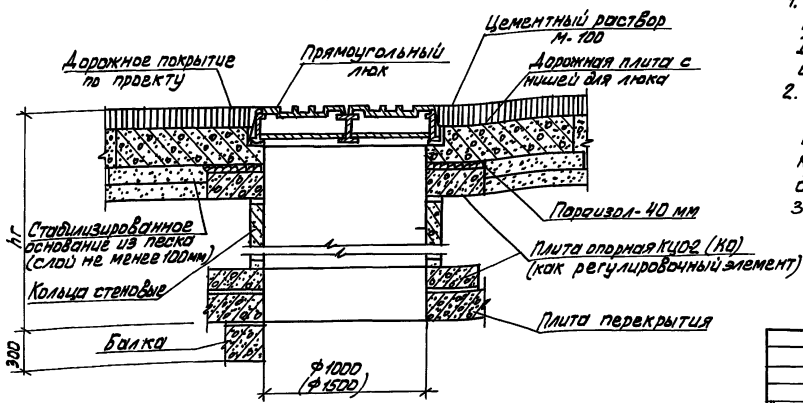 Дорожное покрытие
по проекту
Прямоугольный
люк
Цементный раствор
М-100
Дорожная плита с
нишей для люка
1.
2.
3
Пароизол-40 мм
Плита опорная КЦО-2 (КО)
(как регулировочный элемент)
Плита перекрытия
Стабилизированное
основание из песка
(слой не менее 100мм)
Кольца стеновые
Балка
hг
300
ф1000
(ф1500)